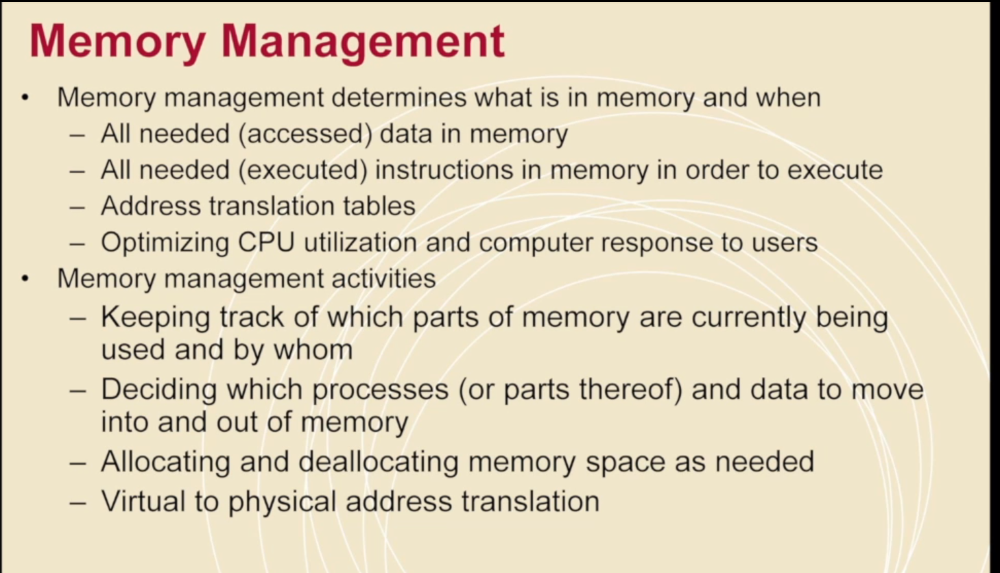 Memory Management
• Memory management determines what is in memory and when
– All needed (accessed) data in memory
– All needed (executed) instructions in memory in order to execute
– Address translation tables
– Optimizing CPU utilization and computer response to users
• Memory management activities
– Keeping track of which parts of memory are currently being
used and by whom
– Deciding which processes (or parts thereof) and data to move
into and out of memory
– Allocating and deallocating memory space as needed
– Virtual to physical address translation